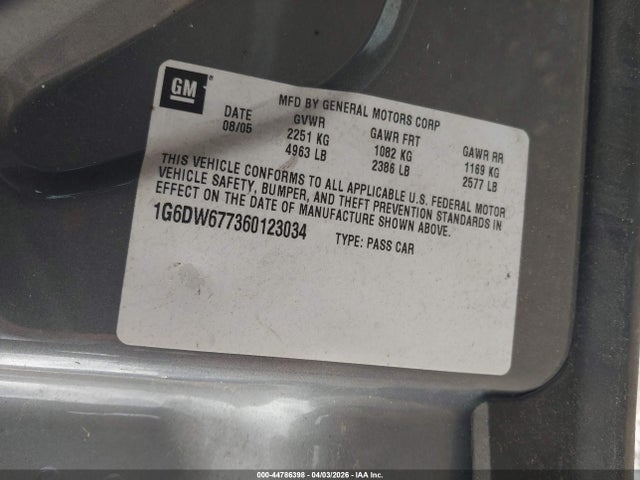 GM
MFD BY GENERAL MOTORS CORP
DATE GVWR GAWR FRT GAWR RR
08/05 2251 KG 1082 KG 1169 KG
4963 LB 2386 LB 2577 LB
THIS VEHICLE CONFORMS TO ALL APPLICABLE U.S. FEDERAL MOTOR
VEHICLE SAFETY, BUMPER, AND THEFT PREVENTION STANDARDS IN
EFFECT ON THE DATE OF MANUFACTURE SHOWN ABOVE.
1G6DW677360123034 TYPE: PASS CAR
000-44786398 - 04/03/2026 - IAA Inc.